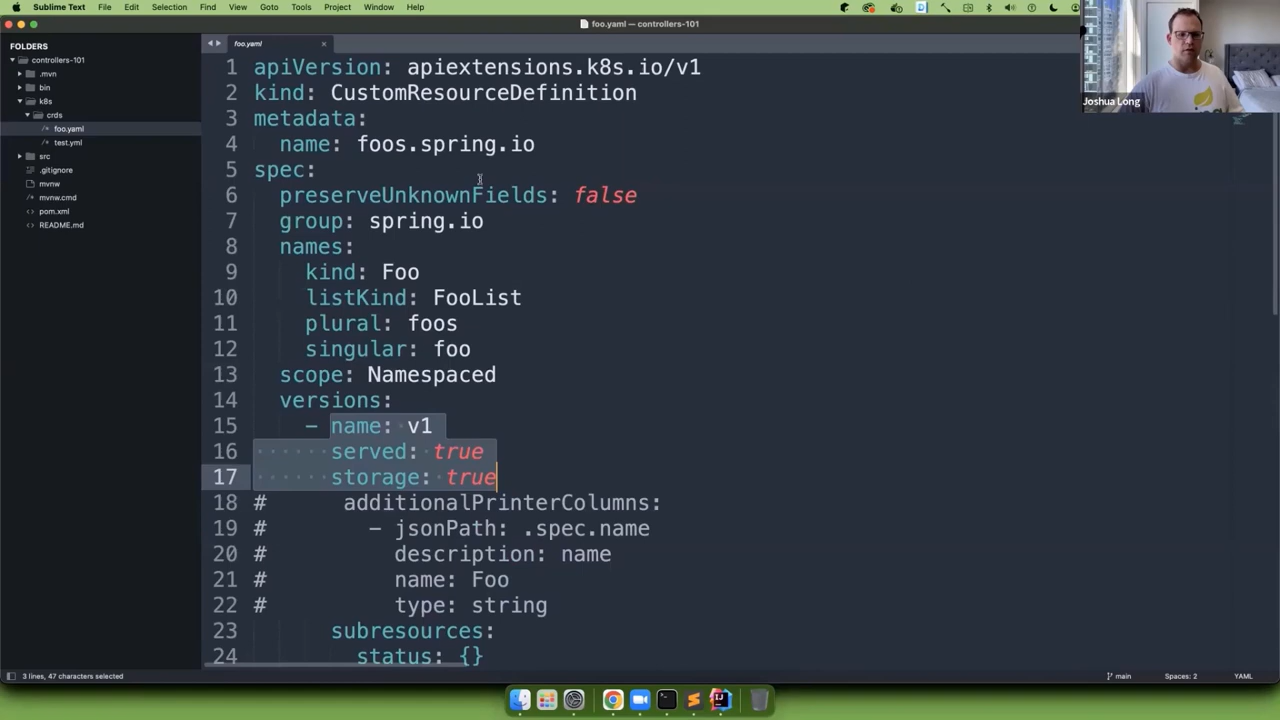 Sublime Text File Edit Selection Find View Goto Tools Project Window Help
foo.yaml — controllers-101
FOLDERS
controllers-101
.mvn
bin
k8s
crds
foo.yaml
test.yml
src
.gitignore
mvnw
mvnw.cmd
pom.xml
README.md
foo.yaml
1 apiVersion: apiextensions.k8s.io/v1
2 kind: CustomResourceDefinition
3 metadata:
4   name: foos.spring.io
5 spec:
6   preserveUnknownFields: false
7   group: spring.io
8   names:
9     kind: Foo
10     listKind: FooList
11     plural: foos
12     singular: foo
13   scope: Namespaced
14   versions:
15     - name: v1
16       served: true
17       storage: true
18 #      additionalPrinterColumns:
19 #        - jsonPath: .spec.name
20 #          description: name
21 #          name: Foo
22 #          type: string
23       subresources:
24         status: {}
Joshua Long
3 lines, 47 characters selected
main
Spaces: 2
YAML